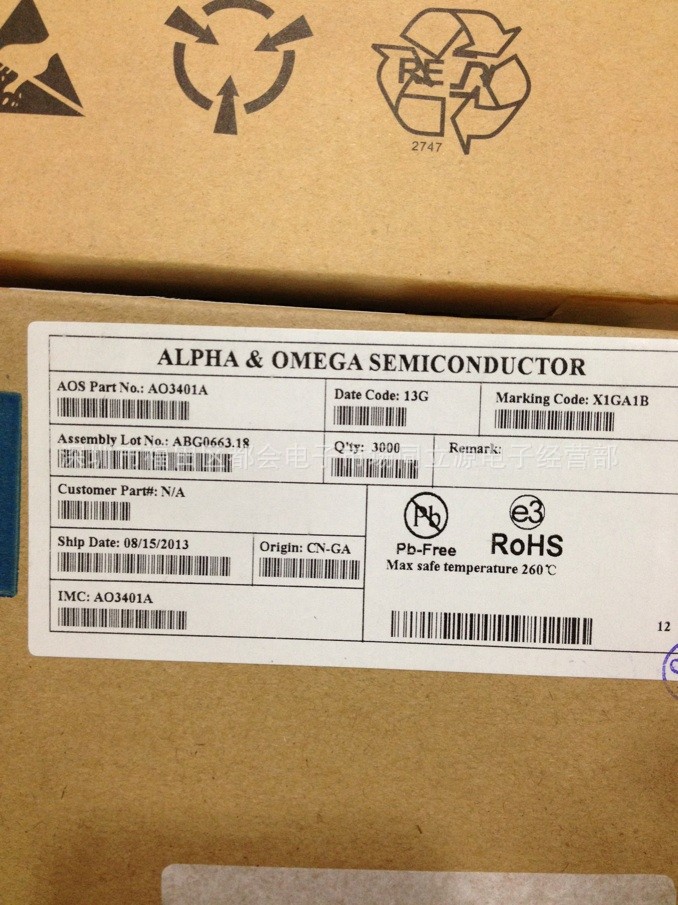 RE
2747
ALPHA & OMEGA SEMICONDUCTOR
AOS Part No.: AO3401A
Date Code: 13G
Marking Code: X1GA1B
Assembly Lot No.: ABG0663.18
Q'ty: 3000
Remark:
Customer Part#: N/A
Pb
e3
Pb-Free
RoHS
Max safe temperature 260℃
Ship Date: 08/15/2013
Origin: CN-GA
IMC: AO3401A
12